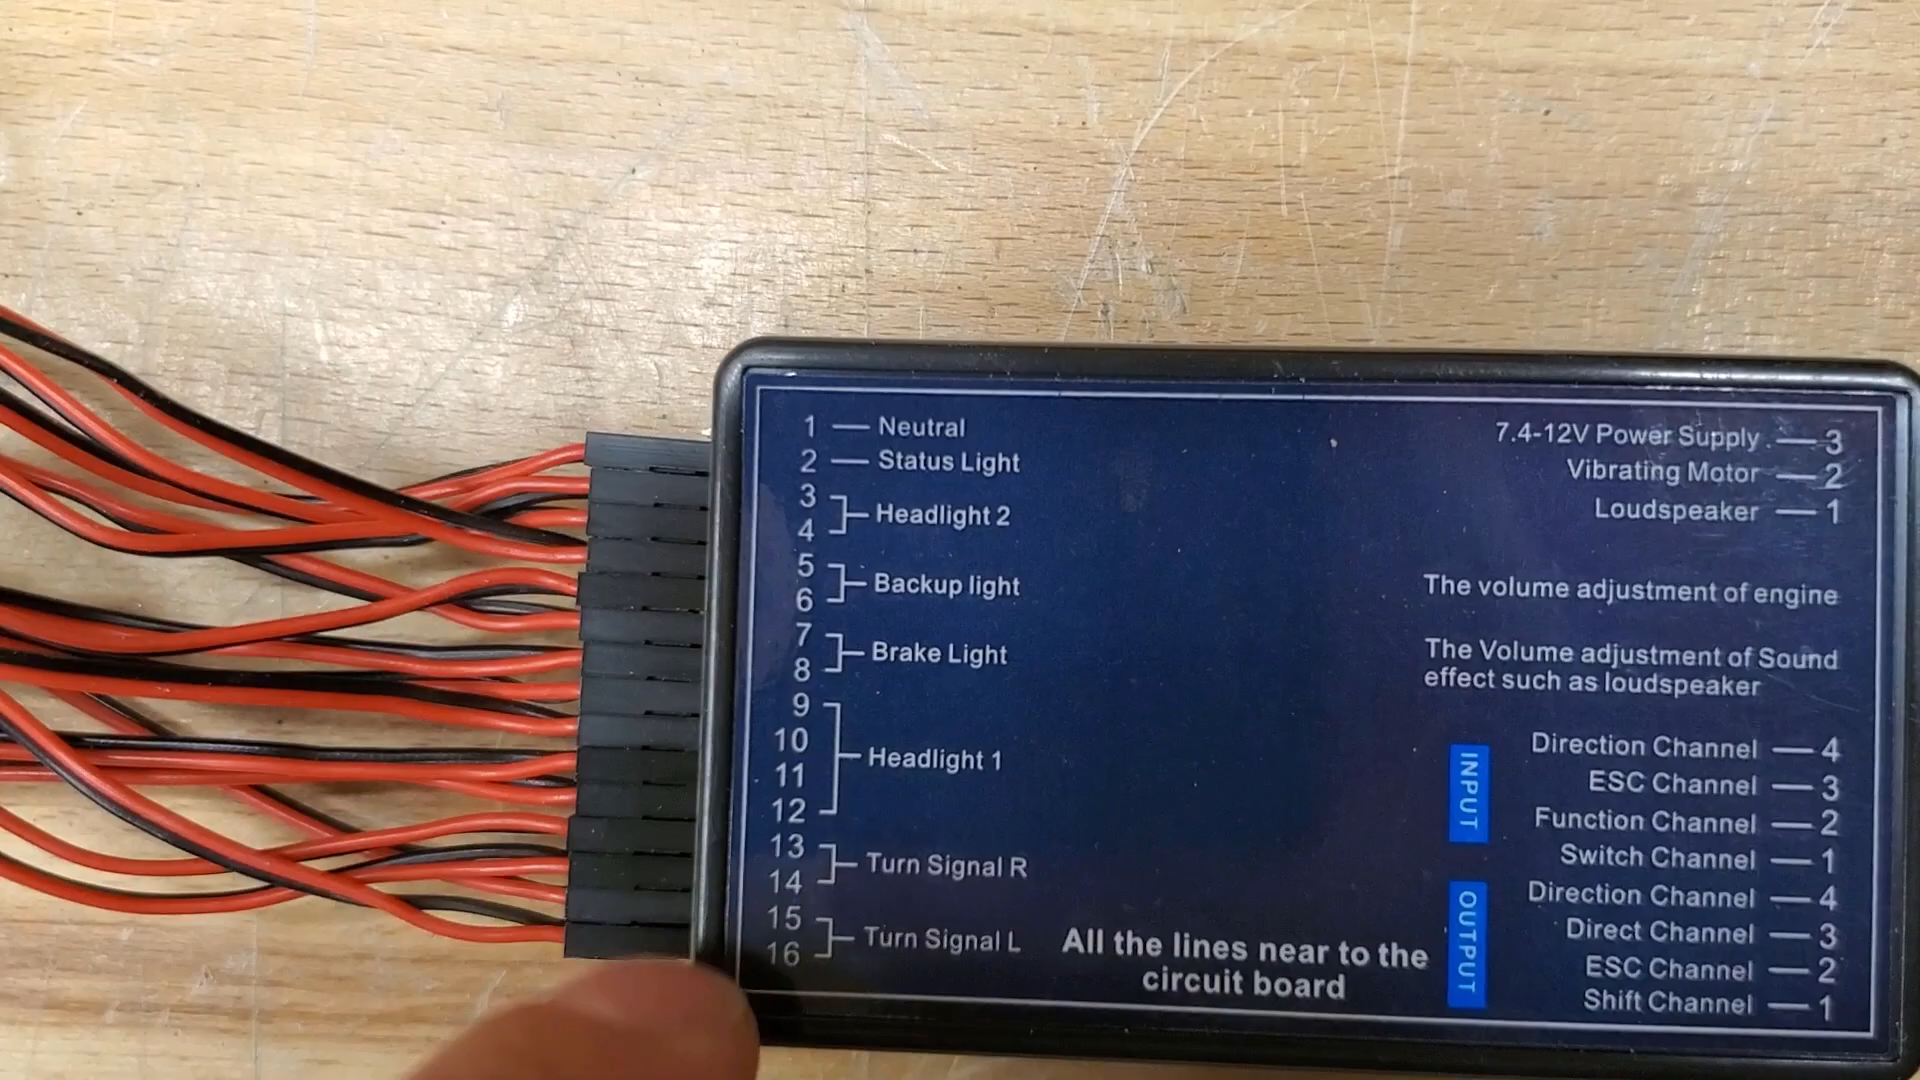 1 — Neutral
2 — Status Light
3
4
Headlight 2
5
6
Backup light
7
8
Brake Light
9
10
11
12
Headlight 1
13
14
Turn Signal R
15
16
Turn Signal L
All the lines near to the
circuit board
7.4-12V Power Supply — 3
Vibrating Motor — 2
Loudspeaker — 1
The volume adjustment of engine
The Volume adjustment of Sound
effect such as loudspeaker
INPUT
Direction Channel — 4
ESC Channel — 3
Function Channel — 2
Switch Channel — 1
OUTPUT
Direction Channel — 4
Direct Channel — 3
ESC Channel — 2
Shift Channel — 1